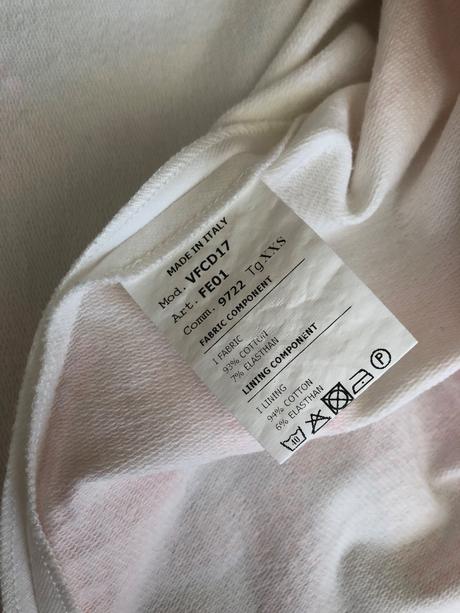 MADE IN ITALY
Mod. VFCD17
Art. FE01
Comm. 9722 Tg XXS
FABRIC COMPONENT
1 FABRIC
93% COTTON
7% ELASTHAN
LINING COMPONENT
1 LINING
94% COTTON
6% ELASTHAN
40 P